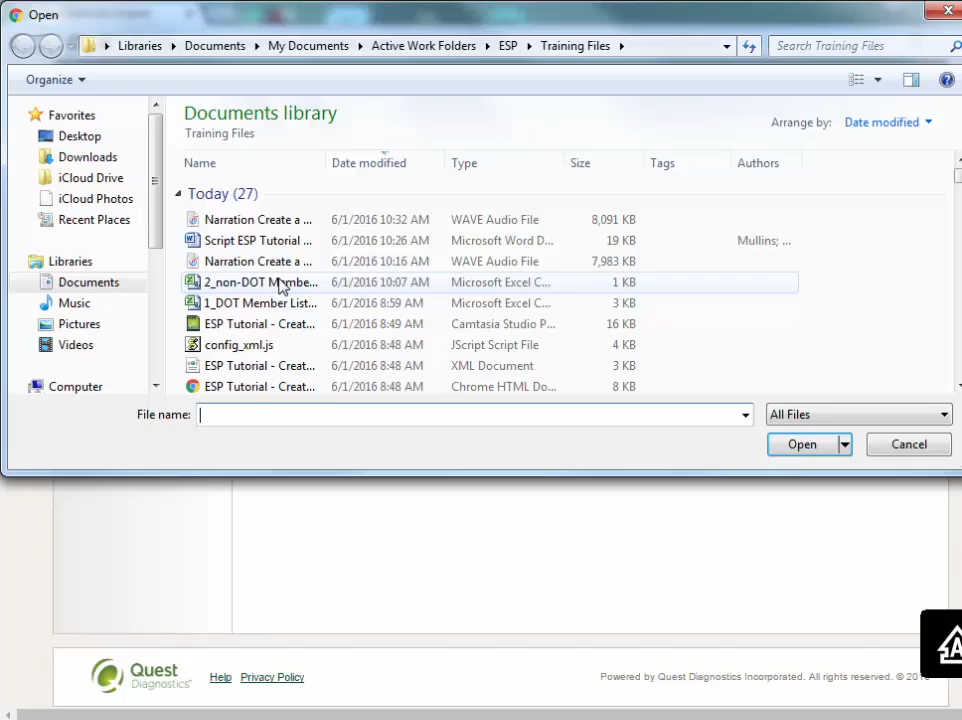 Open
Libraries Documents My Documents Active Work Folders ESP Training Files Search Training Files
Organize
Favorites
Desktop
Downloads
iCloud Drive
iCloud Photos
Recent Places
Libraries
Documents
Music
Pictures
Videos
Computer
Documents library
Training Files
Arrange by: Date modified
Name Date modified Type Size Tags Authors
Today (27)
Narration Create a ... 6/1/2016 10:32 AM WAVE Audio File 8,091 KB
Script ESP Tutorial ... 6/1/2016 10:26 AM Microsoft Word D... 19 KB Mullins; ...
Narration Create a ... 6/1/2016 10:16 AM WAVE Audio File 7,983 KB
2_non-DOT Membe... 6/1/2016 10:07 AM Microsoft Excel C... 1 KB
1_DOT Member List... 6/1/2016 8:59 AM Microsoft Excel C... 3 KB
ESP Tutorial - Creat... 6/1/2016 8:49 AM Camtasia Studio P... 16 KB
config_xml.js 6/1/2016 8:48 AM JScript Script File 4 KB
ESP Tutorial - Creat... 6/1/2016 8:48 AM XML Document 3 KB
ESP Tutorial - Creat... 6/1/2016 8:48 AM Chrome HTML Do... 8 KB
File name: All Files
Open Cancel
Quest
Diagnostics
Help Privacy Policy
Powered by Quest Diagnostics Incorporated. All rights reserved. ©